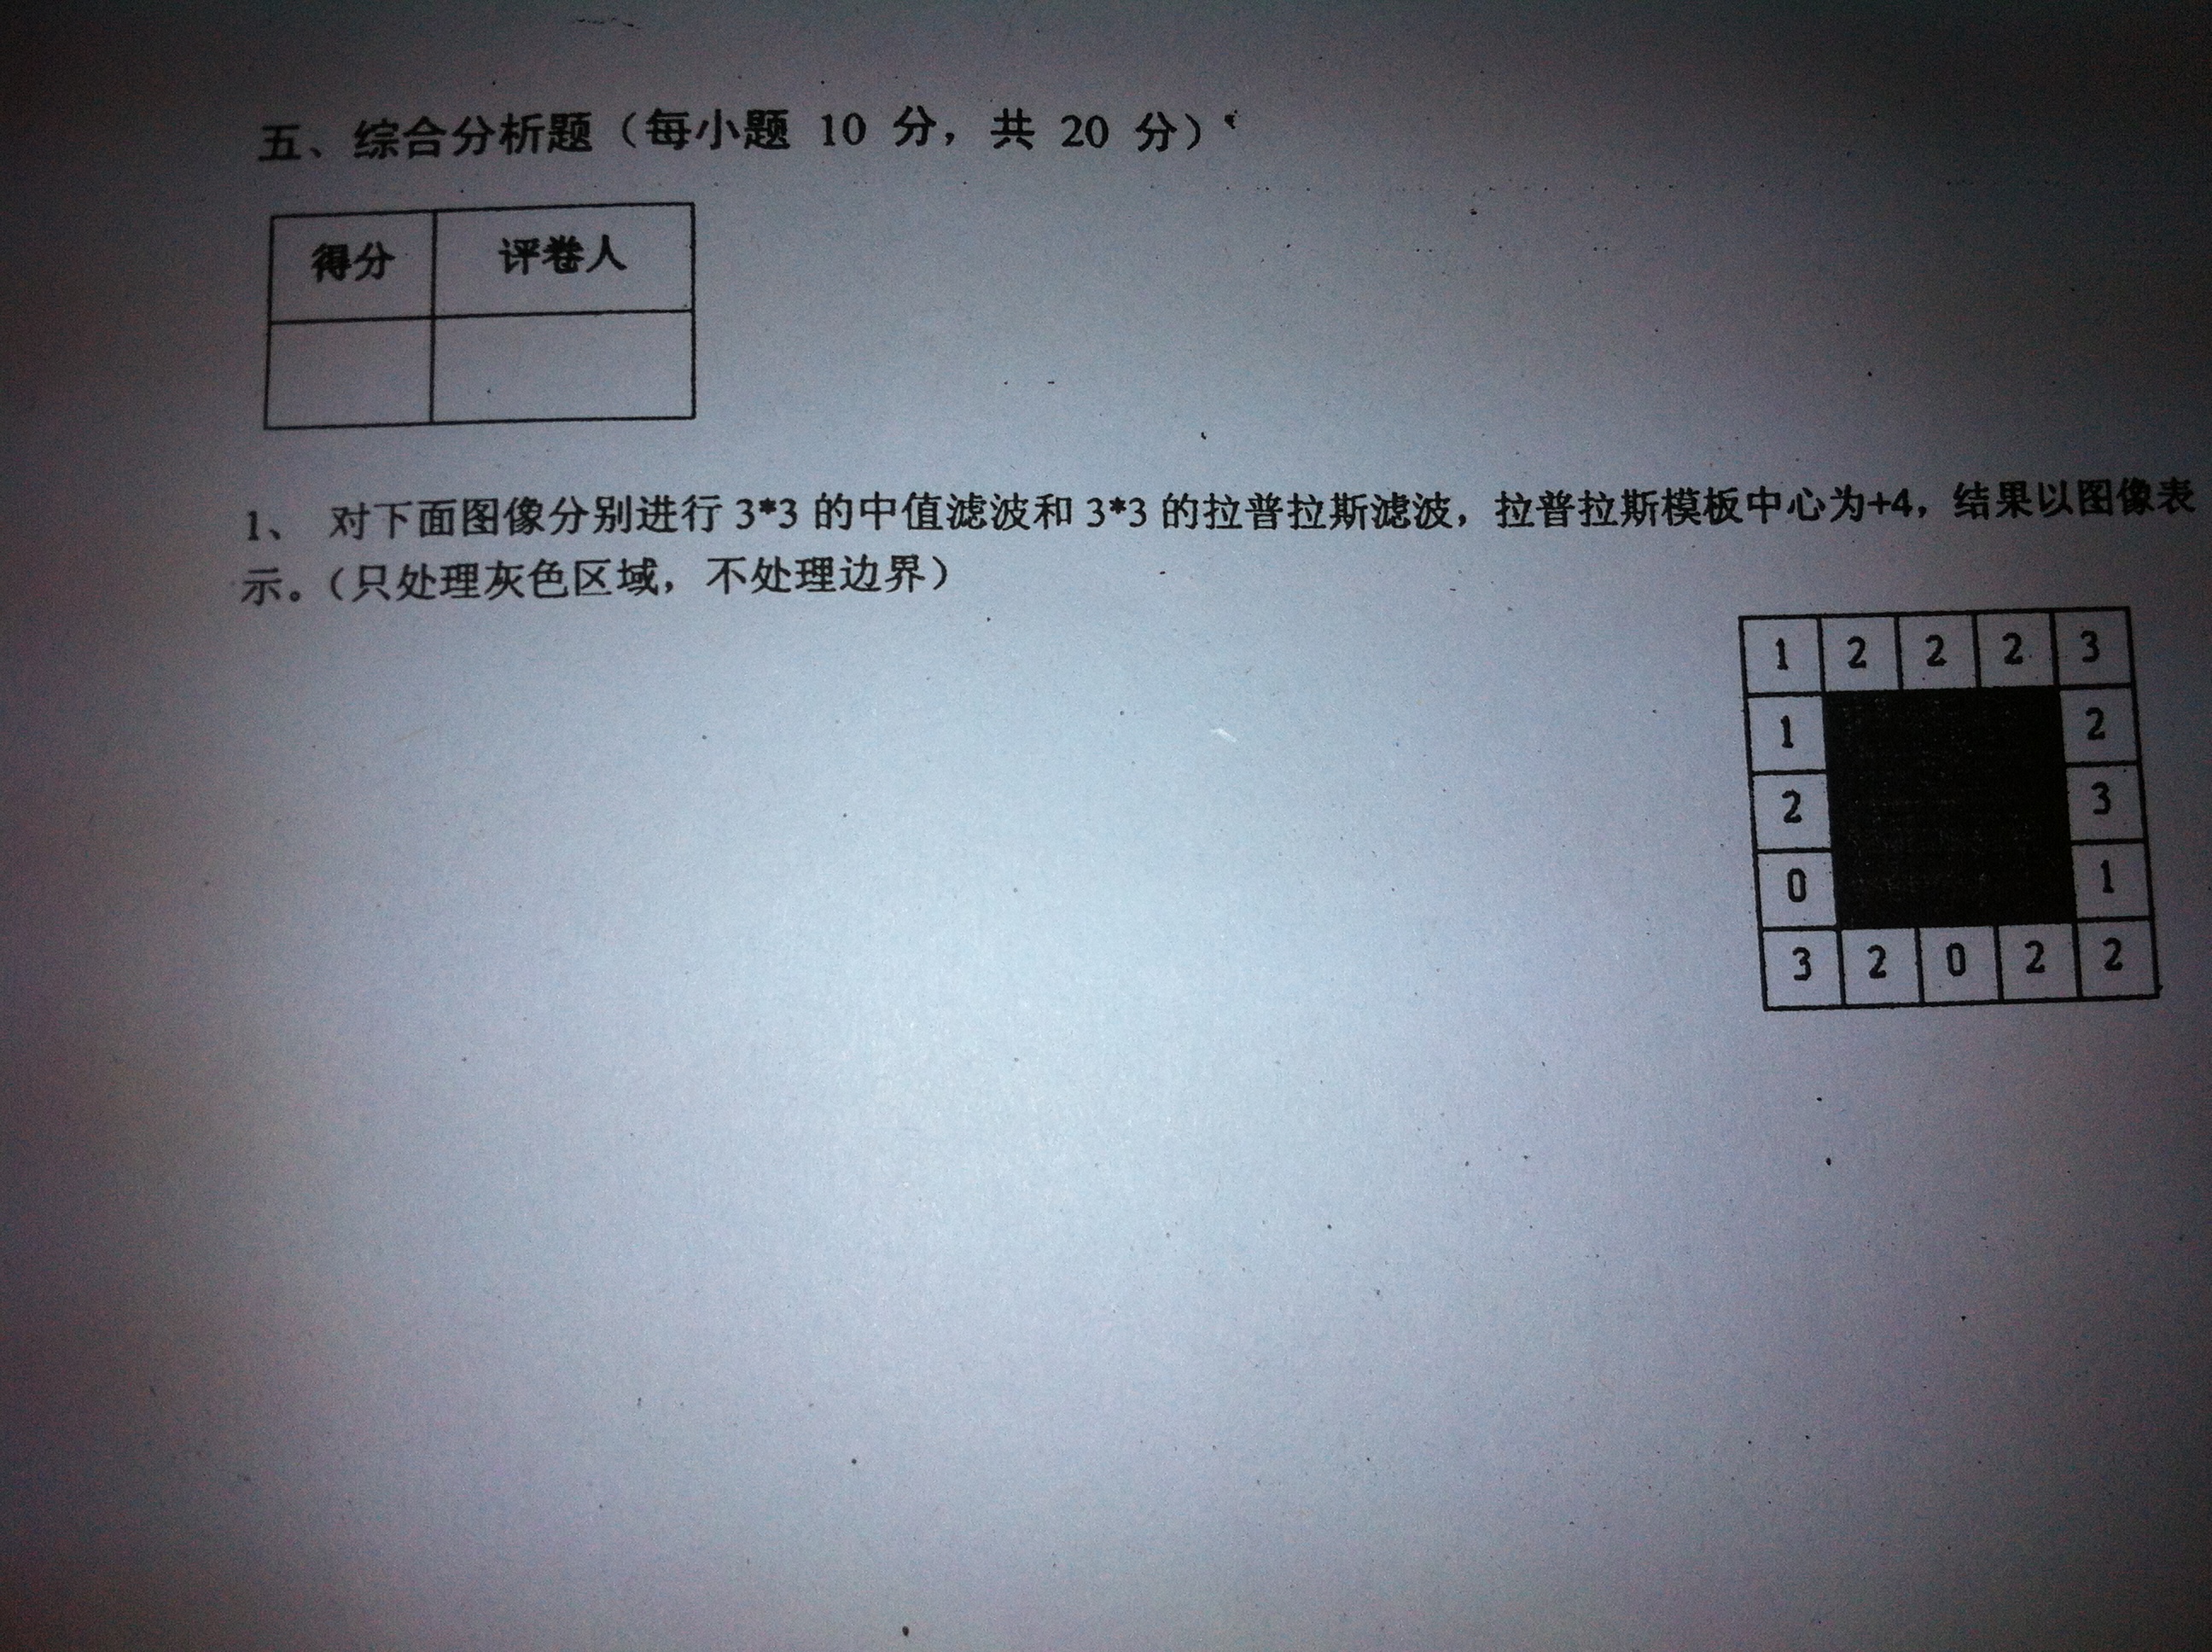 五、综合分析题（每小题 10 分，共 20 分）
得分 评卷人
1、 对下面图像分别进行 3*3 的中值滤波和 3*3 的拉普拉斯滤波，拉普拉斯模板中心为+4，结果以图像表
示。（只处理灰色区域，不处理边界）
1 2 2 2 3
1 2
2 3
0 1
3 2 0 2 2